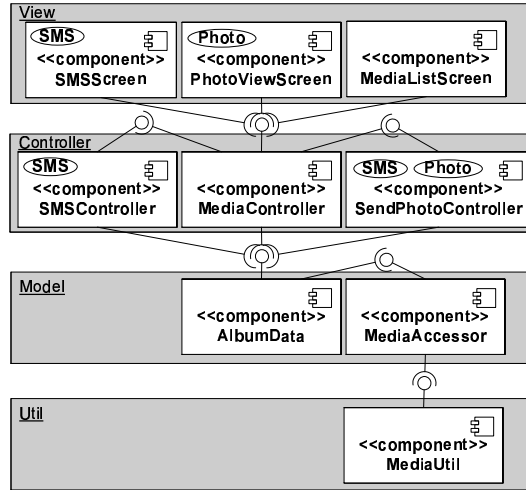 View
SMS
<<component>>
SMSScreen
Photo
<<component>>
PhotoViewScreen
<<component>>
MediaListScreen
Controller
SMS
<<component>>
SMSController
<<component>>
MediaController
SMS Photo
<<component>>
SendPhotoController
Model
<<component>>
AlbumData
<<component>>
MediaAccessor
Util
<<component>>
MediaUtil